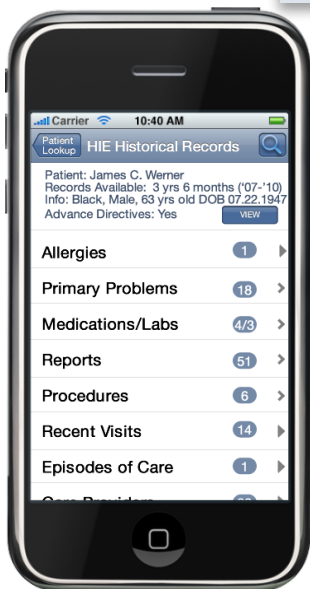 Carrier 10:40 AM
Patient Lookup
HIE Historical Records
Patient: James C. Werner
Records Available: 3 yrs 6 months ('07-'10)
Info: Black, Male, 63 yrs old DOB 07.22.1947
Advance Directives: Yes VIEW
Allergies 1
Primary Problems 18
Medications/Labs 4/3
Reports 51
Procedures 6
Recent Visits 14
Episodes of Care 1